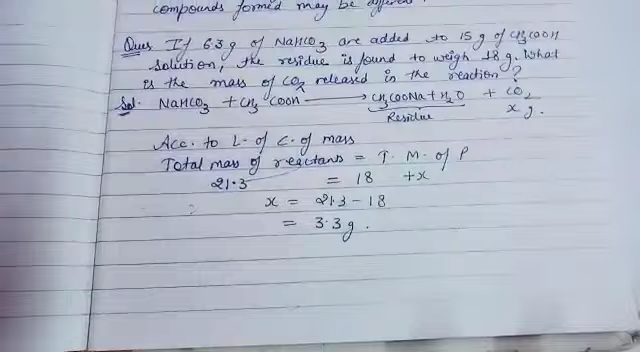 compounds formed may be
Ques If 6.3 g of NaHCO3 are added to 15 g of CH3COOH
solution, the residue is found to weigh 18 g. What
is the mass of CO2 released in the reaction ?
Sol. NaHCO3 + CH3 COOH → CH3COONa + H2O + CO2
Residue x g.
Acc. to L. of C. of mass
Total mass of reactans = T. M. of P
21.3 = 18 +x
x = 21.3 - 18
= 3.3 g.